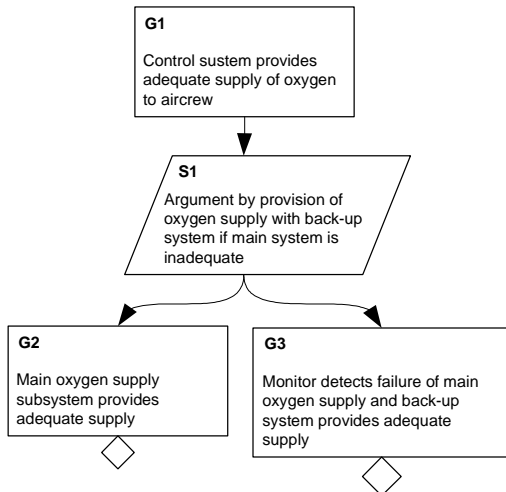 G1
Control sustem provides
adequate supply of oxygen
to aircrew
S1
Argument by provision of
oxygen supply with back-up
system if main system is
inadequate
G2
Main oxygen supply
subsystem provides
adequate supply
G3
Monitor detects failure of main
oxygen supply and back-up
system provides adequate
supply